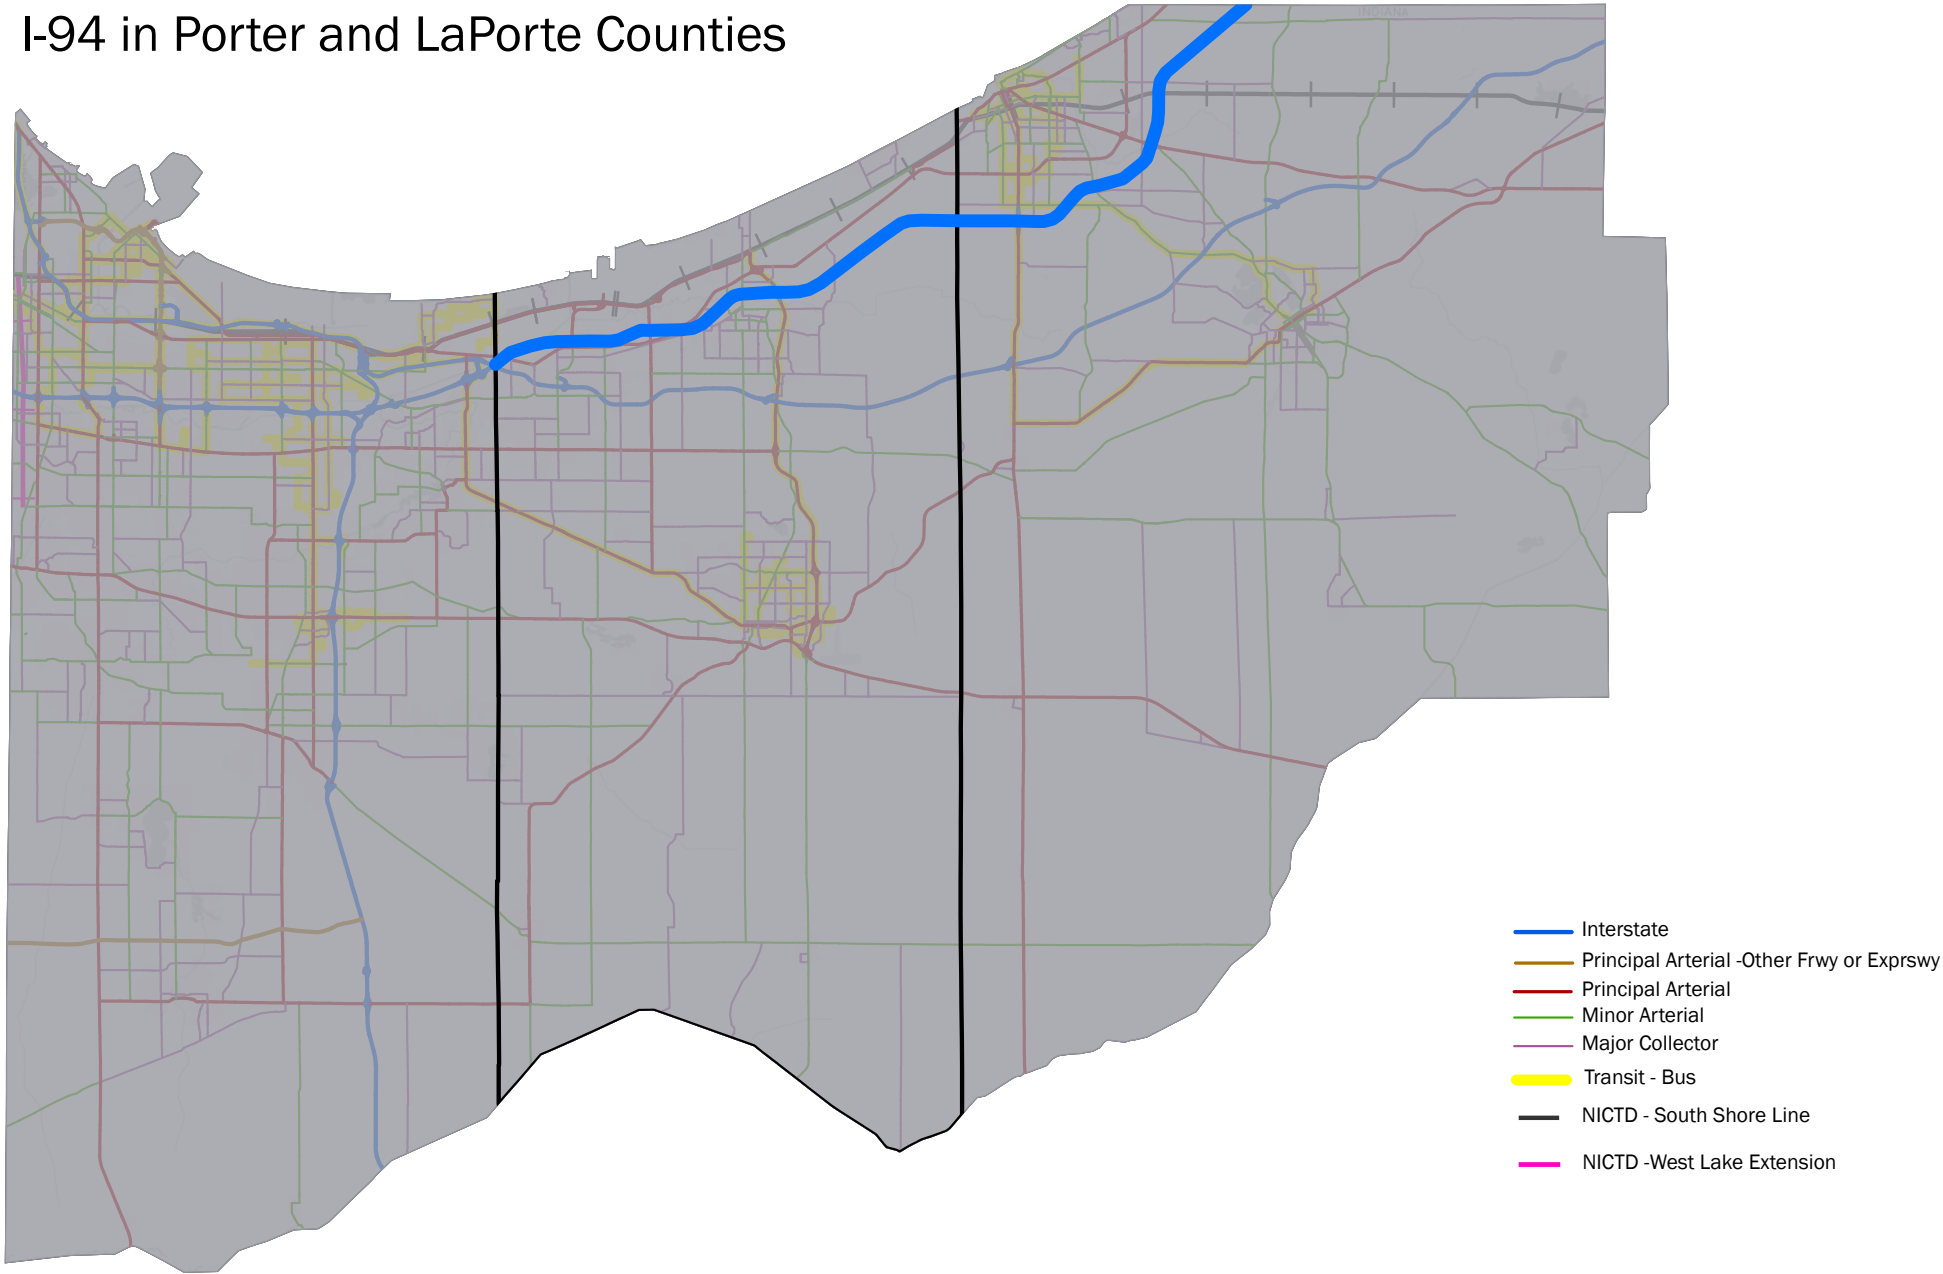 I-94 in Porter and LaPorte Counties
INDIANA
Interstate
Principal Arterial -Other Frwy or Exprswy
Principal Arterial
Minor Arterial
Major Collector
Transit - Bus
NICTD - South Shore Line
NICTD -West Lake Extension